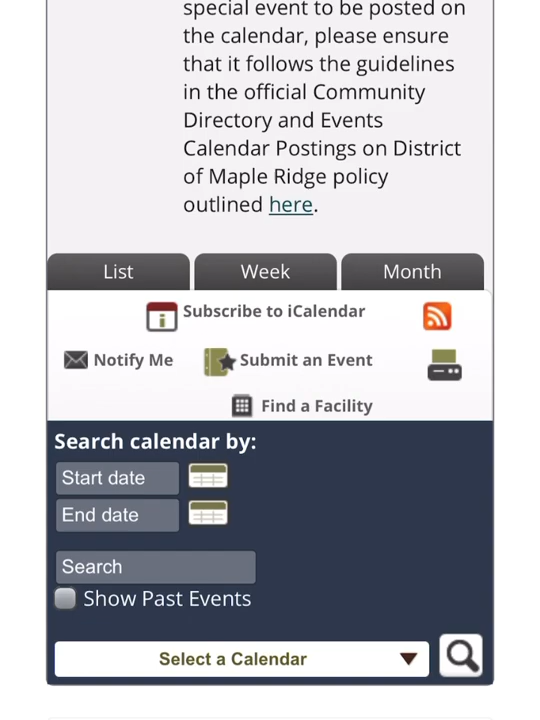 special event to be posted on
the calendar, please ensure
that it follows the guidelines
in the official Community
Directory and Events
Calendar Postings on District
of Maple Ridge policy
outlined here.
List Week Month
Subscribe to iCalendar
Notify Me Submit an Event
Find a Facility
Search calendar by:
Start date
End date
Search
Show Past Events
Select a Calendar